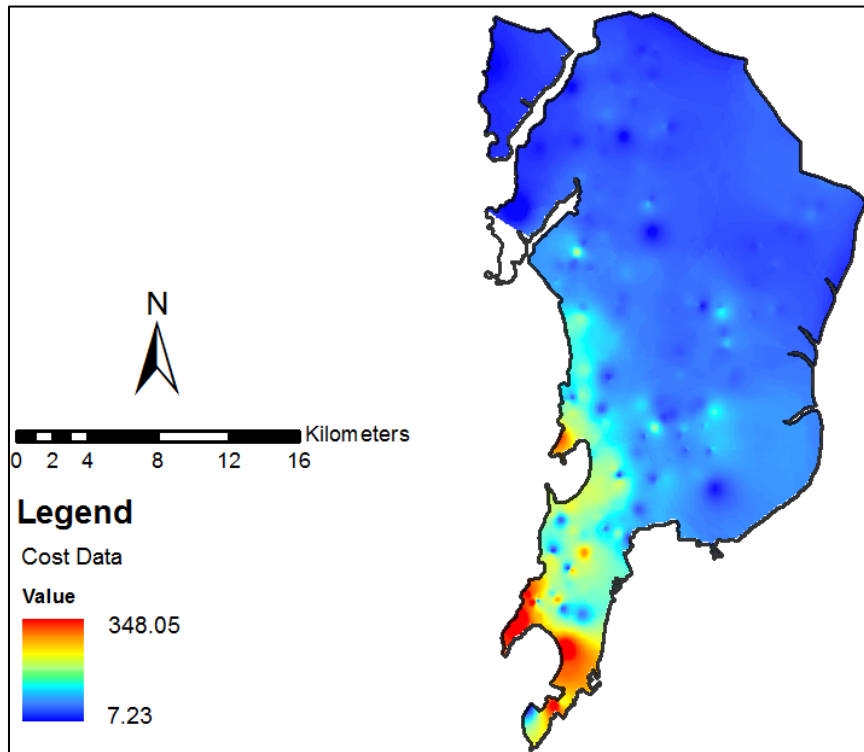 N
Kilometers
0 2 4 8 12 16
Legend
Cost Data
Value
348.05
7.23